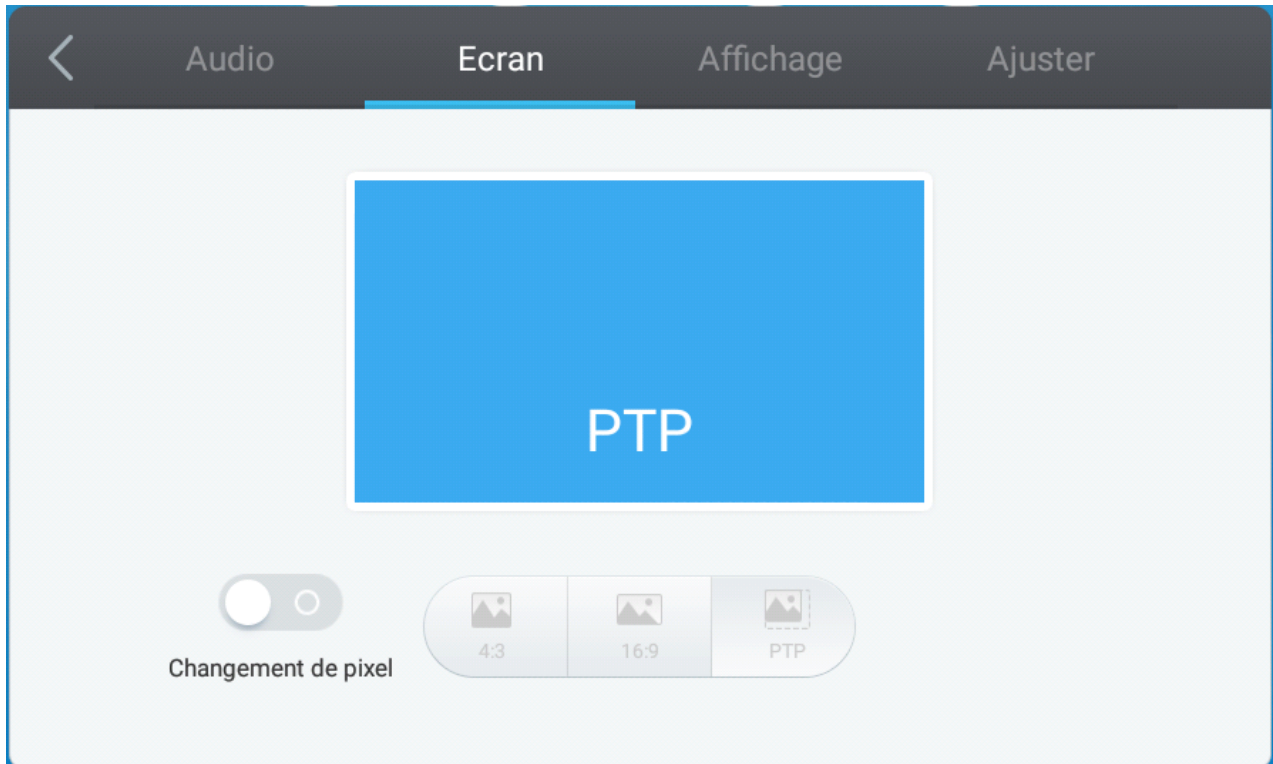 Audio Ecran Affichage Ajuster
PTP
4:3 16:9 PTP
Changement de pixel